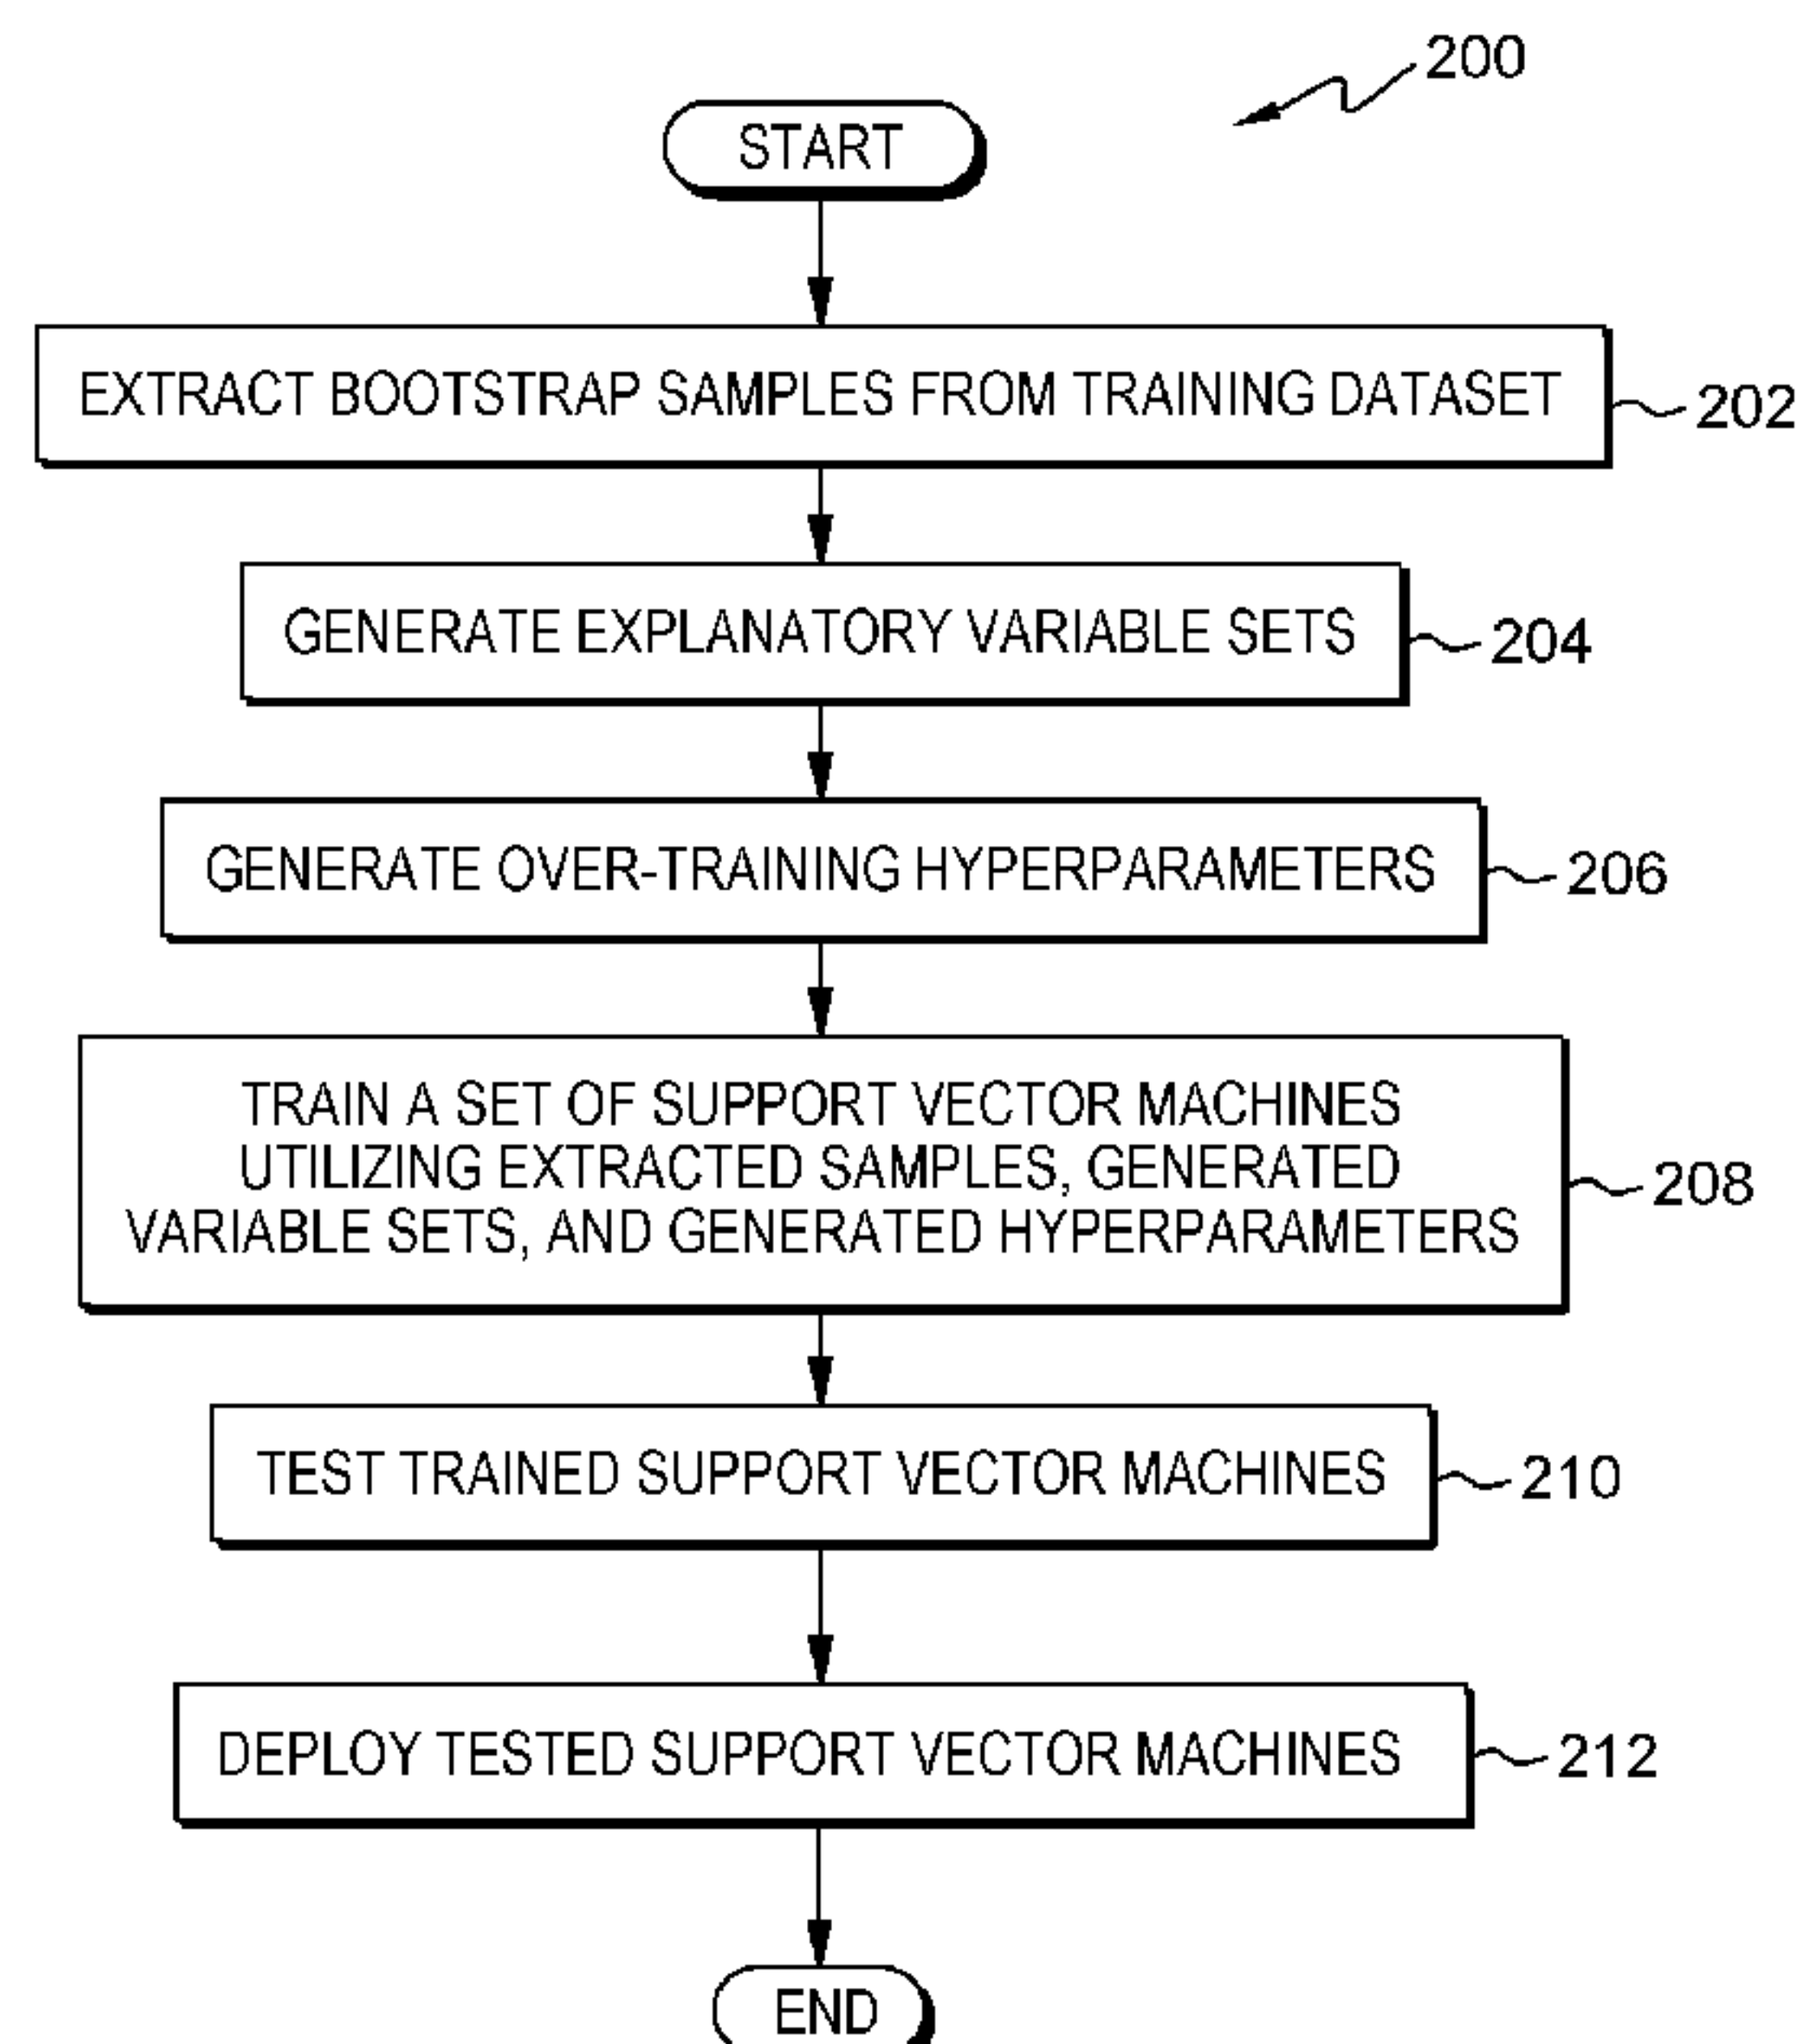 200
START
EXTRACT BOOTSTRAP SAMPLES FROM TRAINING DATASET
202
GENERATE EXPLANATORY VARIABLE SETS
204
GENERATE OVER-TRAINING HYPERPARAMETERS
206
TRAIN A SET OF SUPPORT VECTOR MACHINES
UTILIZING EXTRACTED SAMPLES, GENERATED
VARIABLE SETS, AND GENERATED HYPERPARAMETERS
208
TEST TRAINED SUPPORT VECTOR MACHINES
210
DEPLOY TESTED SUPPORT VECTOR MACHINES
212
END